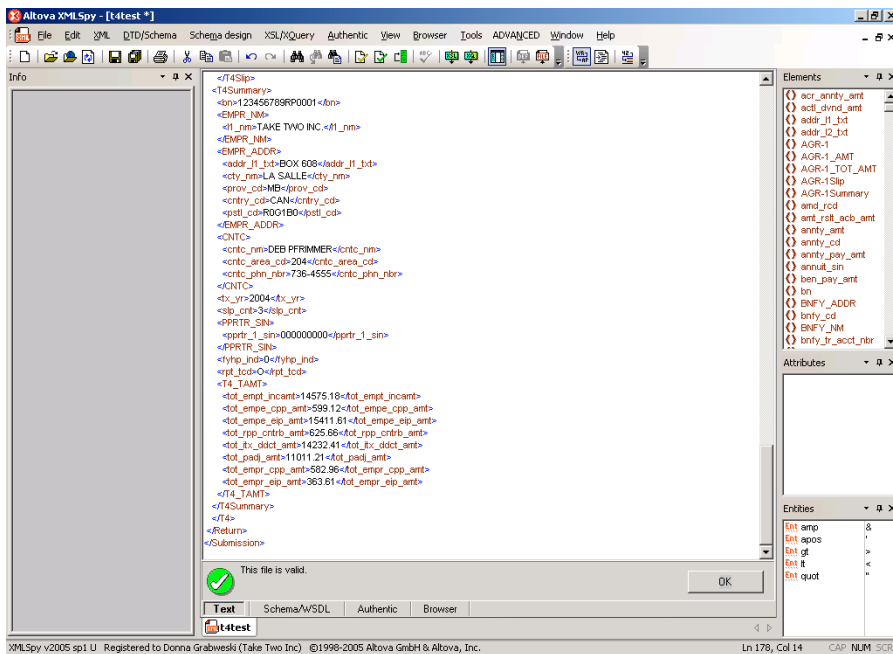 Altova XMLSpy - [t4test *]
File Edit XML DTD/Schema Schema design XSL/XQuery Authentic View Browser Tools ADVANCED Window Help
Info
</T4Slip>
<T4Summary>
<bn>123456789RP0001</bn>
<EMPR_NM>
<l1_nm>TAKE TWO INC.</l1_nm>
</EMPR_NM>
<EMPR_ADDR>
<addr_l1_txt>BOX 608</addr_l1_txt>
<cty_nm>LA SALLE</cty_nm>
<prov_cd>MB</prov_cd>
<cntry_cd>CAN</cntry_cd>
<pstl_cd>R0G1B0</pstl_cd>
</EMPR_ADDR>
<CNTC>
<cntc_nm>DEB PFRIMMER</cntc_nm>
<cntc_area_cd>204</cntc_area_cd>
<cntc_phn_nbr>736-4555</cntc_phn_nbr>
</CNTC>
<tx_yr>2004</tx_yr>
<slp_cnt>3</slp_cnt>
<PPRTR_SIN>
<pprtr_1_sin>000000000</pprtr_1_sin>
</PPRTR_SIN>
<fyhp_ind>0</fyhp_ind>
<rpt_tcd>O</rpt_tcd>
<T4_TAMT>
<tot_empt_incamt>14575.18</tot_empt_incamt>
<tot_empe_cpp_amt>599.12</tot_empe_cpp_amt>
<tot_empe_eip_amt>15411.61</tot_empe_eip_amt>
<tot_rpp_cntrb_amt>625.66</tot_rpp_cntrb_amt>
<tot_itx_ddct_amt>14232.41</tot_itx_ddct_amt>
<tot_padj_amt>11011.21</tot_padj_amt>
<tot_empr_cpp_amt>582.96</tot_empr_cpp_amt>
<tot_empr_eip_amt>363.61</tot_empr_eip_amt>
</T4_TAMT>
</T4Summary>
</T4>
</Return>
</Submission>
This file is valid.
OK
Text Schema/WSDL Authentic Browser
t4test
Elements
() acr_annty_amt
() actl_dvnd_amt
() addr_l1_txt
() addr_l2_txt
() AGR-1
() AGR-1_AMT
() AGR-1_TOT_AMT
() AGR-1Slip
() AGR-1Summary
() amd_rcd
() amt_rslt_acb_amt
() annty_amt
() annty_cd
() annty_pay_amt
() annuit_sin
() ben_pay_amt
() bn
() BNFY_ADDR
() bnfy_cd
() BNFY_NM
() bnfy_tr_acct_nbr
Attributes
Entities
Ent amp &
Ent apos '
Ent gt >
Ent lt <
Ent quot "
XMLSpy v2005 sp1 U Registered to Donna Grabweski (Take Two Inc) ©1998-2005 Altova GmbH & Altova, Inc. Ln 178, Col 14 CAP NUM SCR